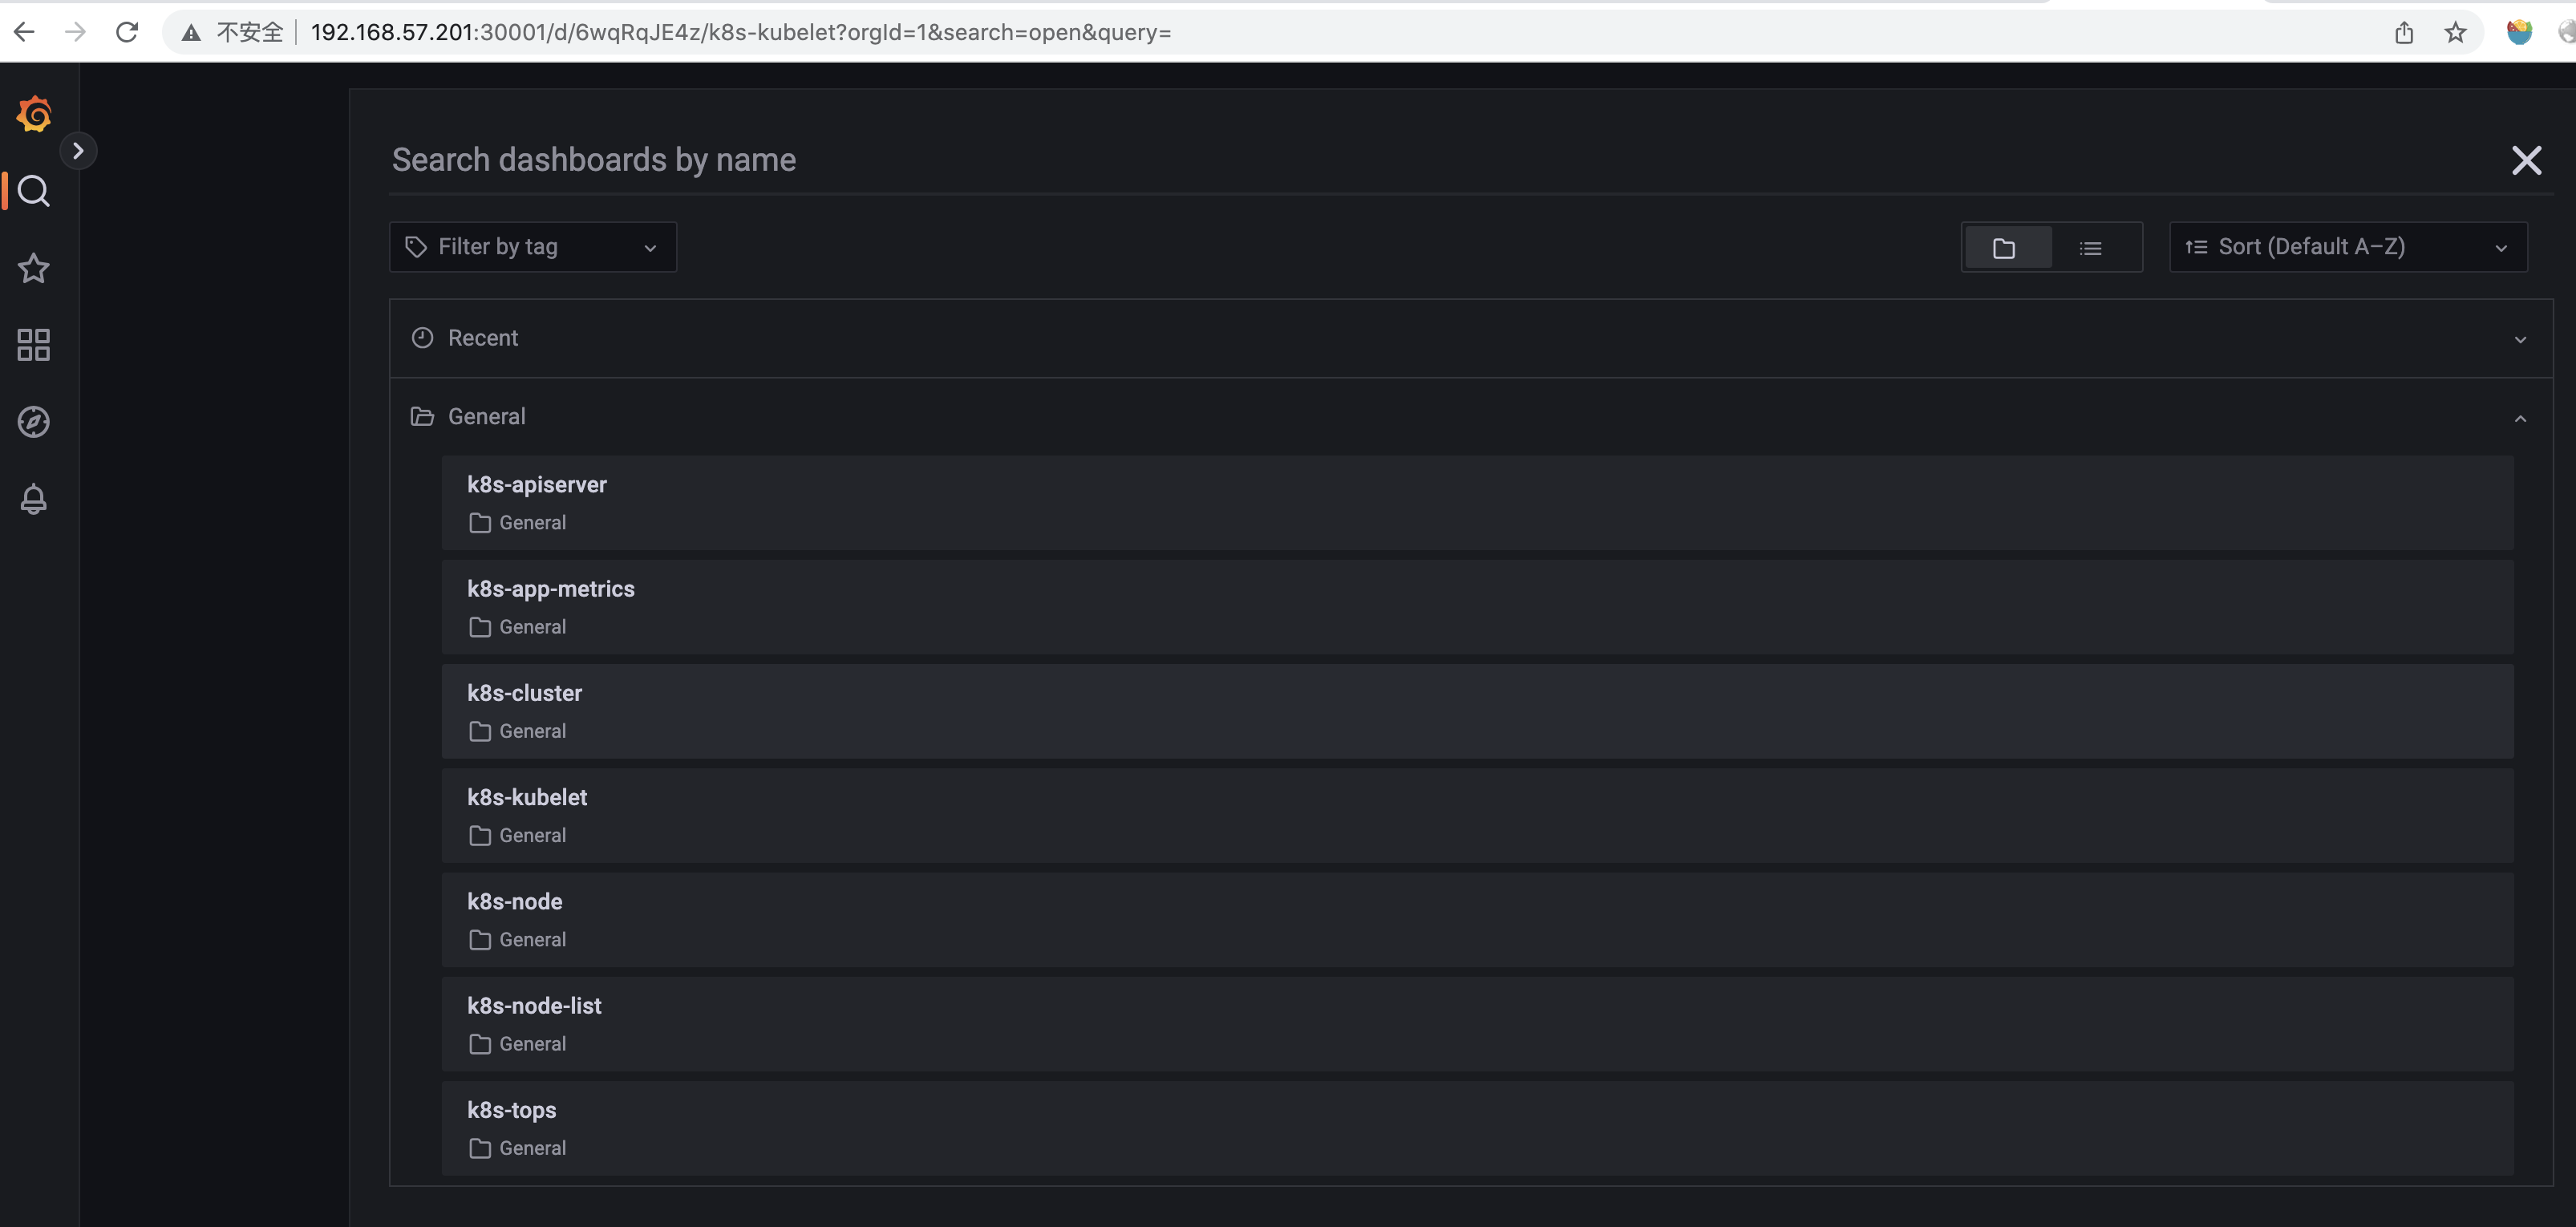 不安全 192.168.57.201:30001/d/6wqRqJE4z/k8s-kubelet?orgId=1&search=open&query=
Search dashboards by name
Filter by tag
Sort (Default A–Z)
Recent
General
k8s-apiserver
General
k8s-app-metrics
General
k8s-cluster
General
k8s-kubelet
General
k8s-node
General
k8s-node-list
General
k8s-tops
General